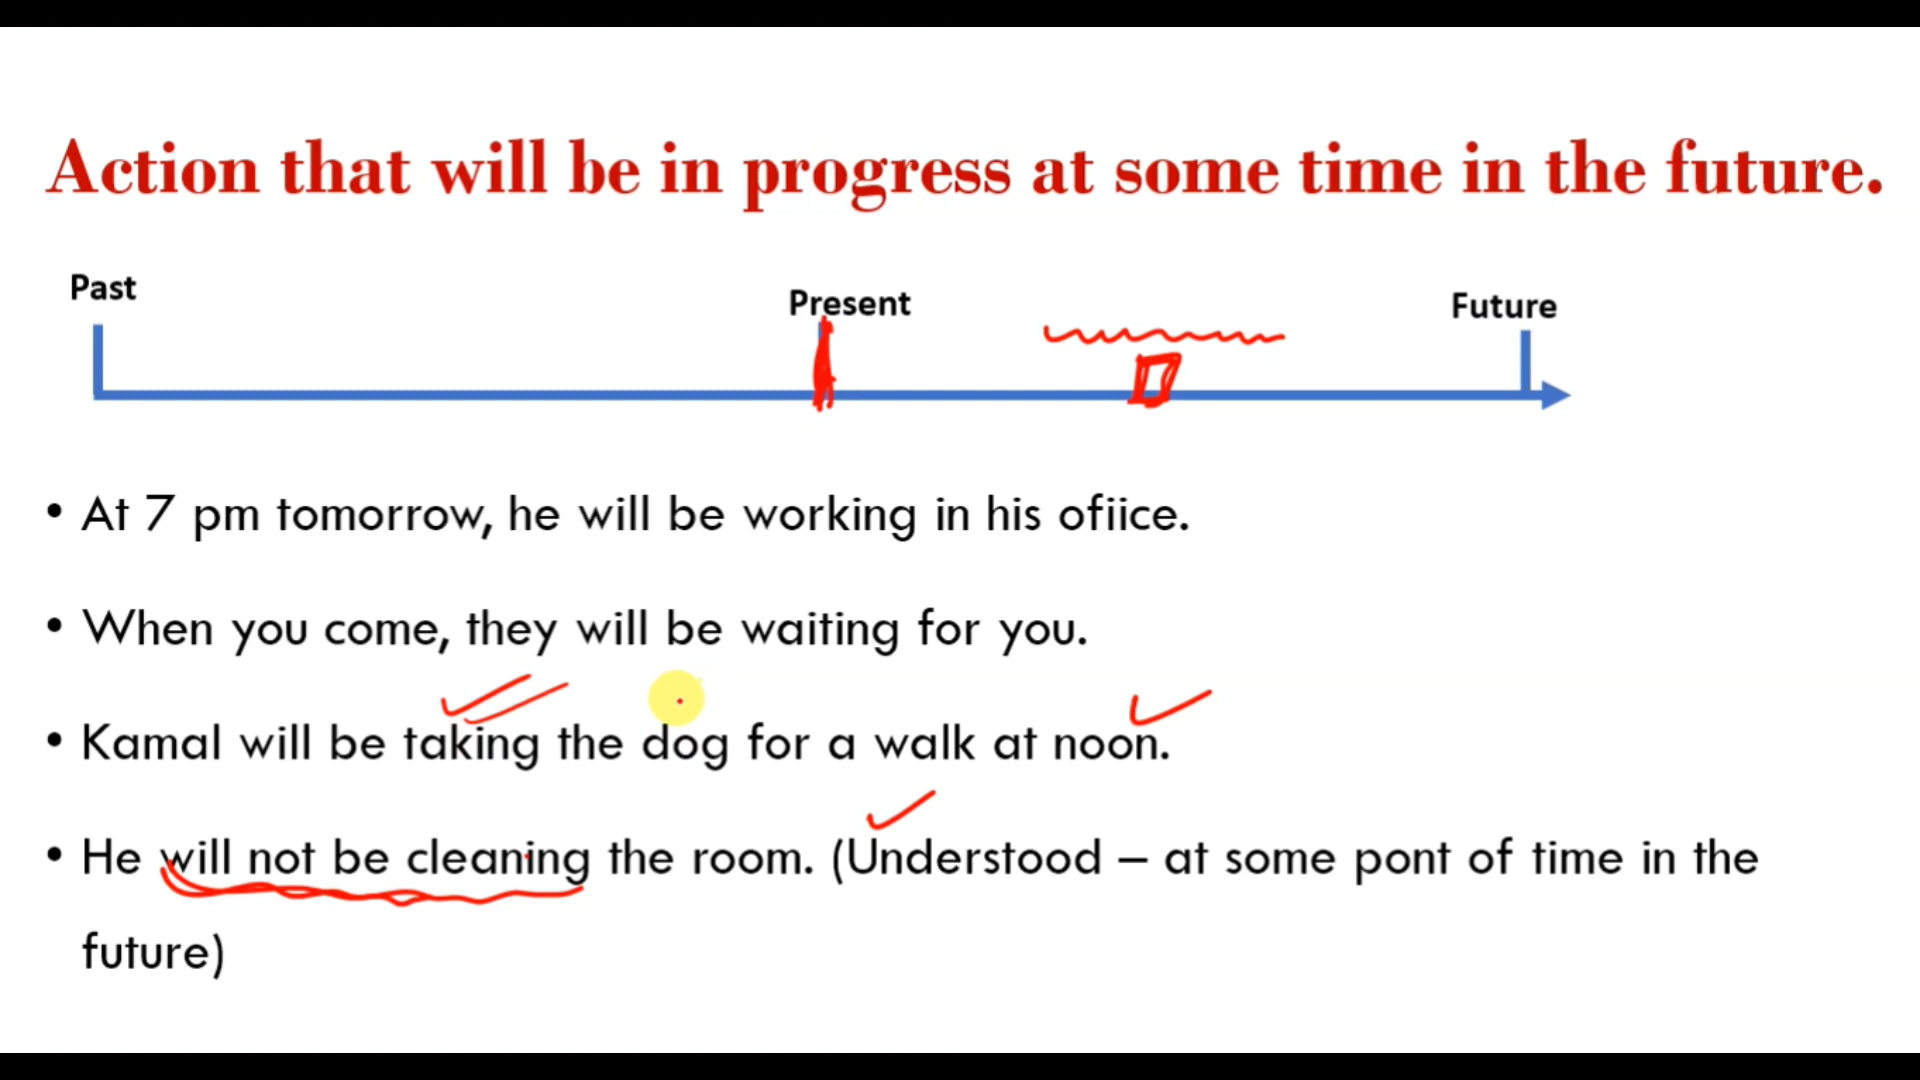 Action that will be in progress at some time in the future.
Past
Present
Future
• At 7 pm tomorrow, he will be working in his ofiice.
• When you come, they will be waiting for you.
• Kamal will be taking the dog for a walk at noon.
• He will not be cleaning the room. (Understood – at some pont of time in the
future)